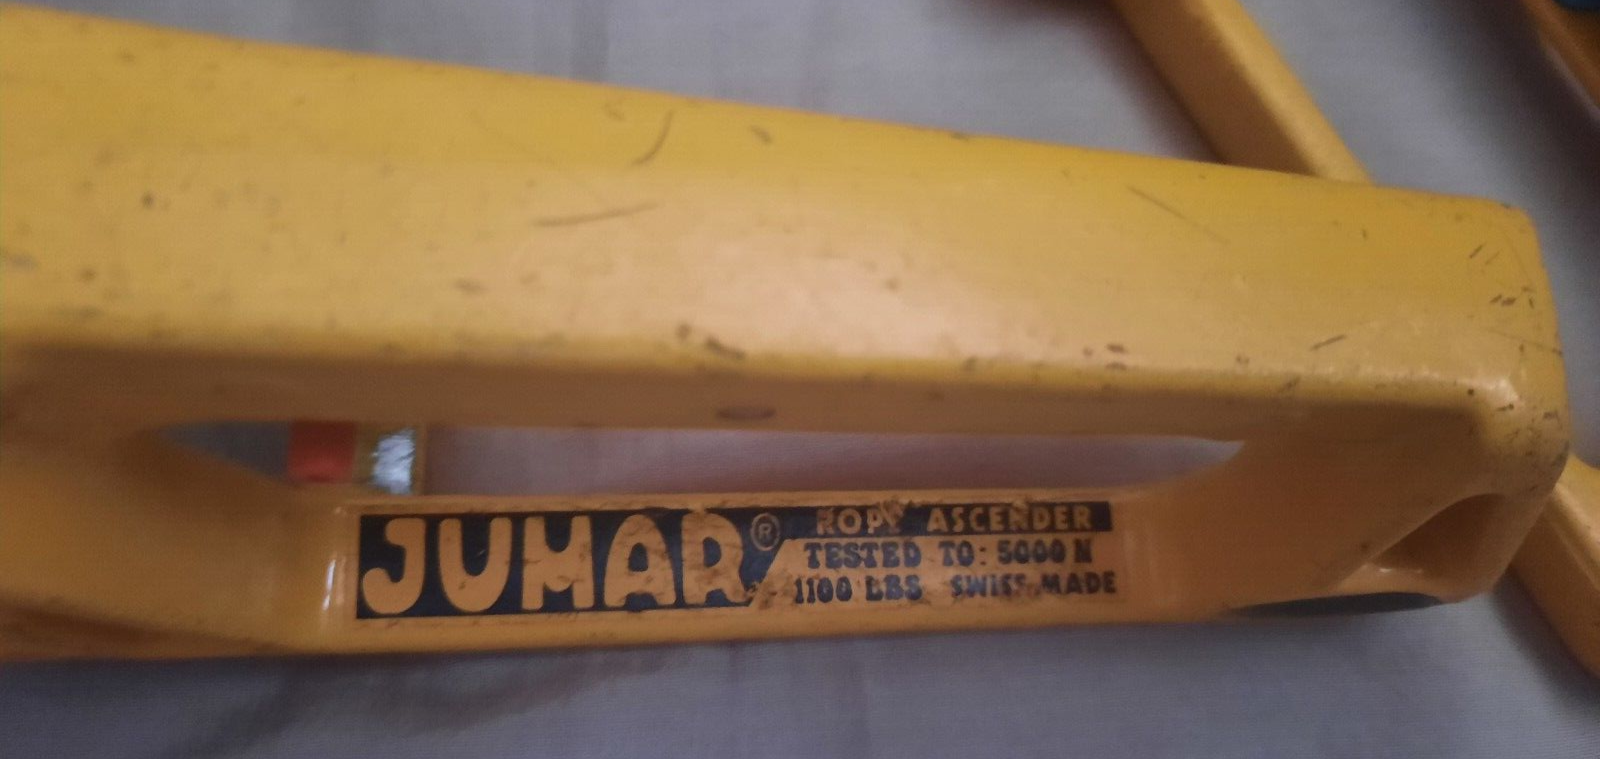 JUMAR® ROPE ASCENDER
TESTED TO: 5000 N
1100 LBS SWISS MADE